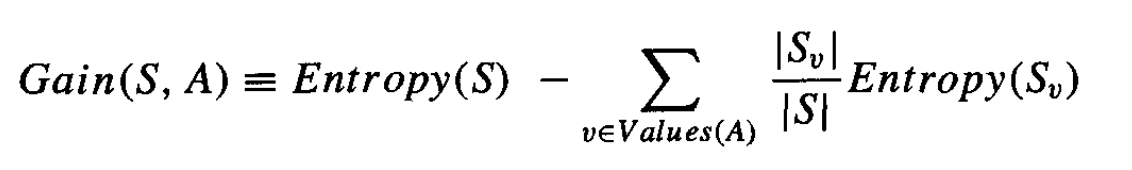 Gain(S, A) ≡ Entropy(S) − ∑_{v∈Values(A)} |S_v|/|S| Entropy(S_v)